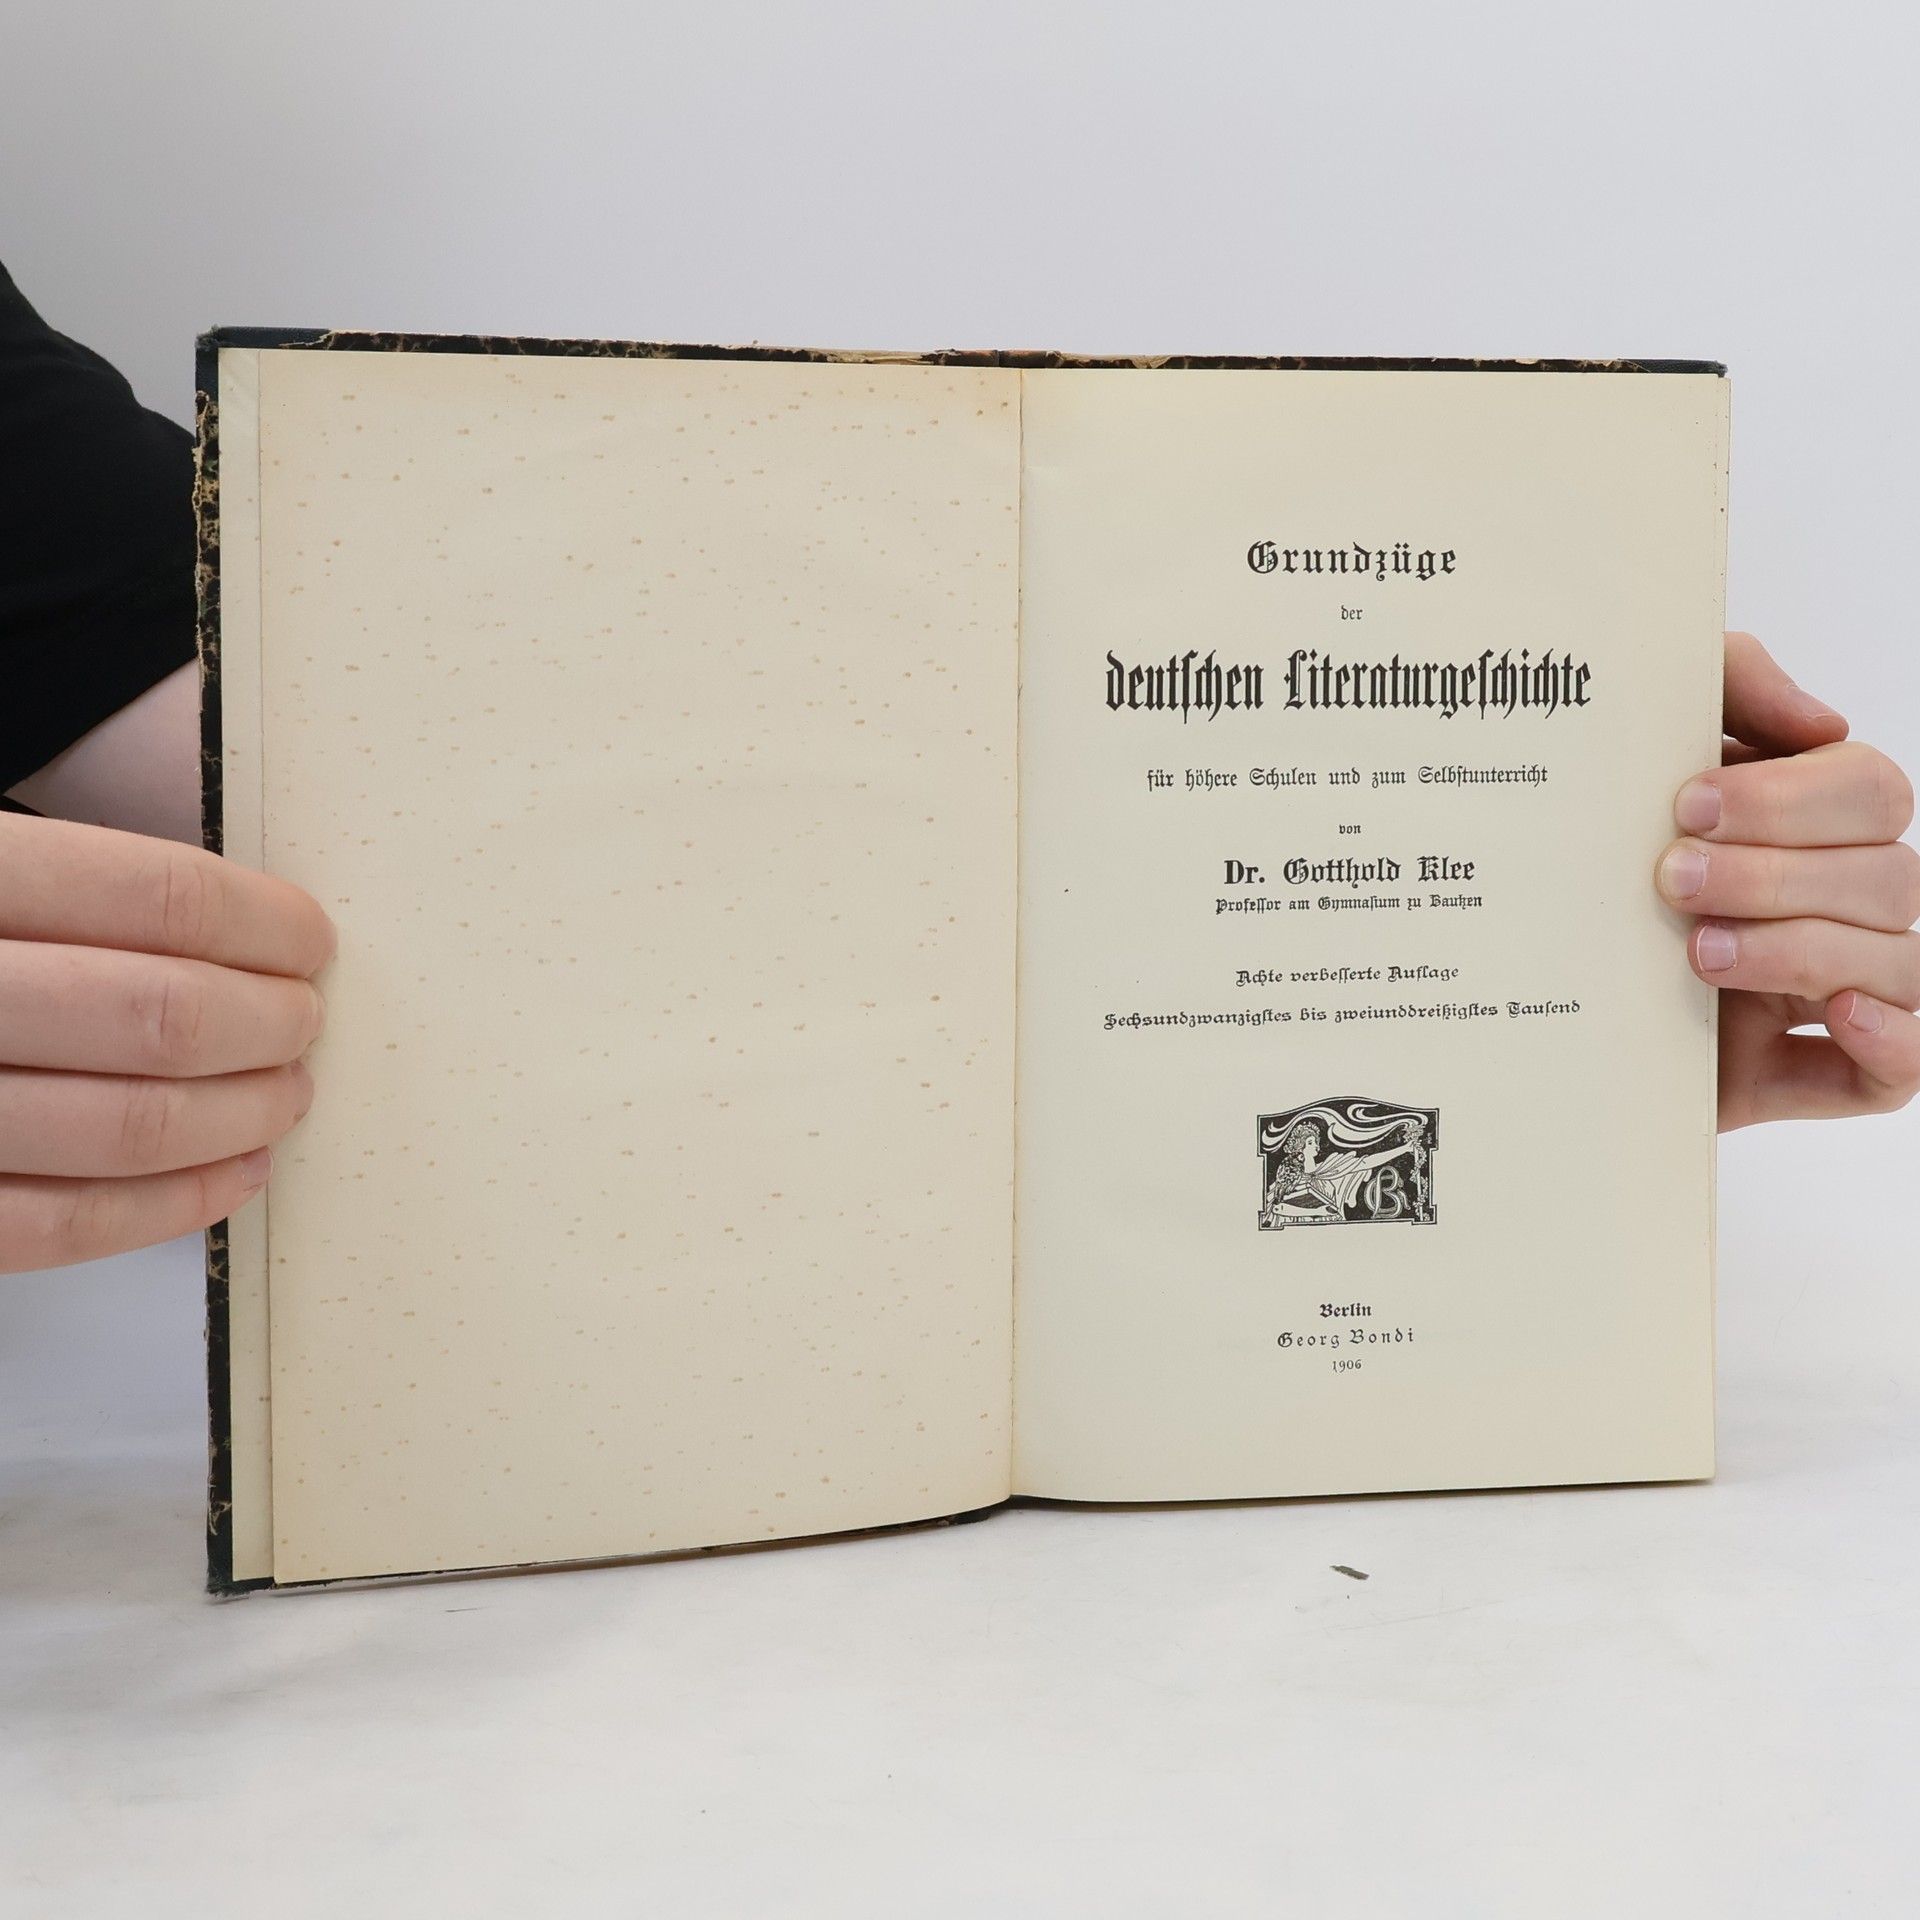 Grundzüge
der
deutſchen Literaturgeſchichte
für höhere Schulen und zum Selbſtunterricht
von
Dr. Gotthold Klee
Profeſſor am Gymnaſium zu Bautzen
Achte verbeſſerte Auflage
Sechsundzwanzigſtes bis zweiunddreißigſtes Tauſend
GB
Berlin
Georg Bondi
1906